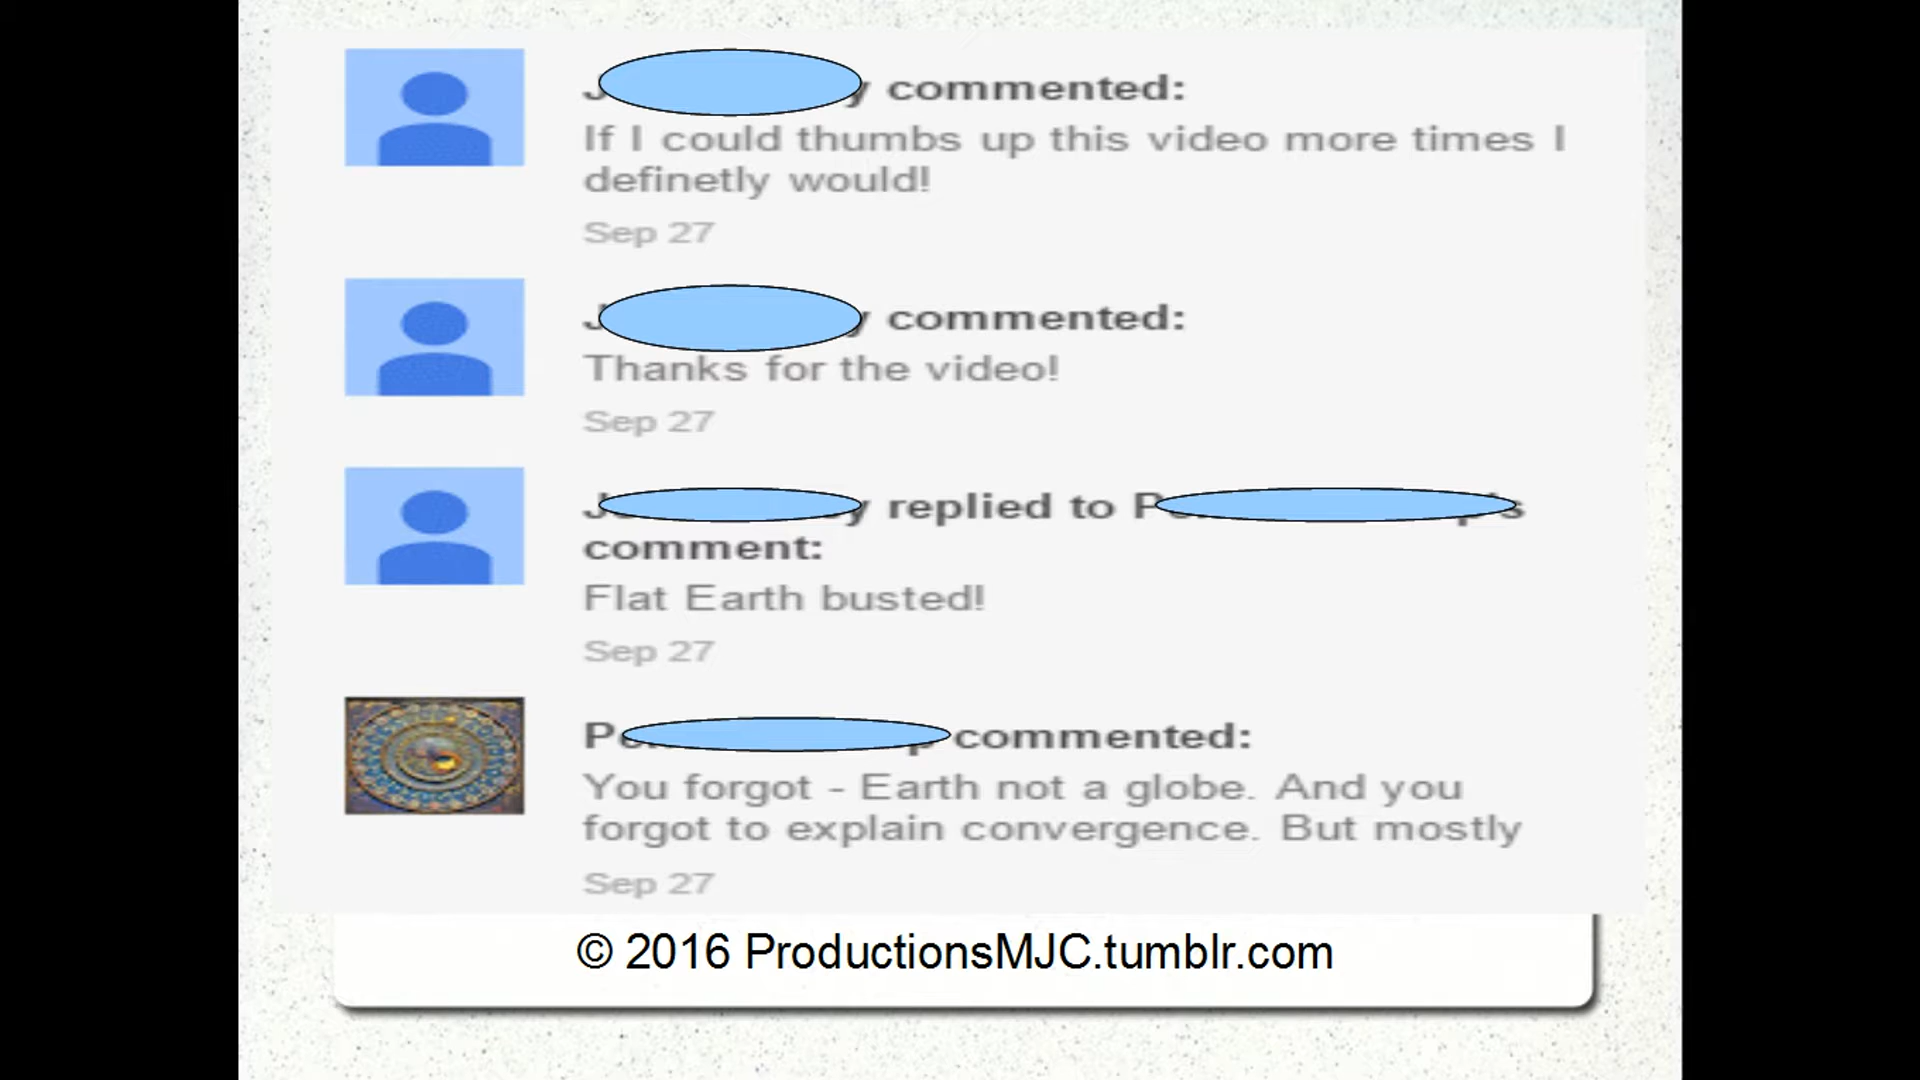 commented:
If I could thumbs up this video more times I
definetly would!
Sep 27
commented:
Thanks for the video!
Sep 27
replied to
comment:
Flat Earth busted!
Sep 27
commented:
You forgot - Earth not a globe. And you
forgot to explain convergence. But mostly
Sep 27
© 2016 ProductionsMJC.tumblr.com